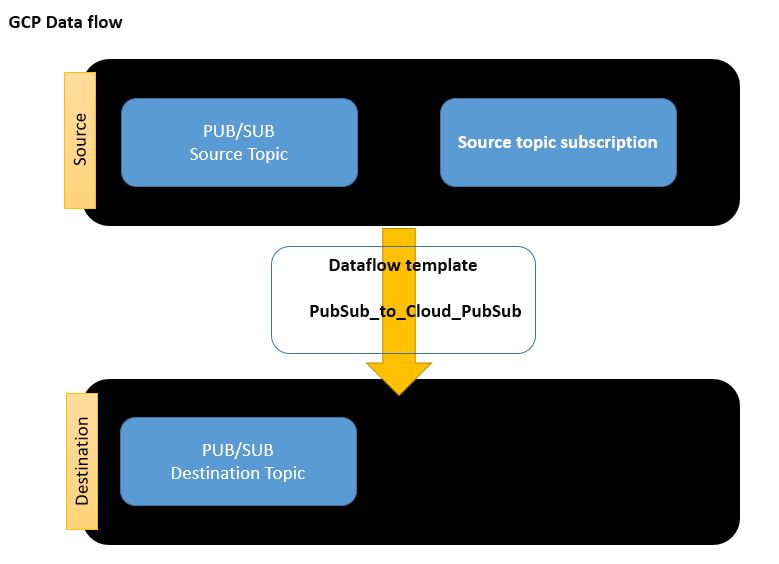 GCP Data flow
Source
PUB/SUB
Source Topic
Source topic subscription
Dataflow template
PubSub_to_Cloud_PubSub
Destination
PUB/SUB
Destination Topic